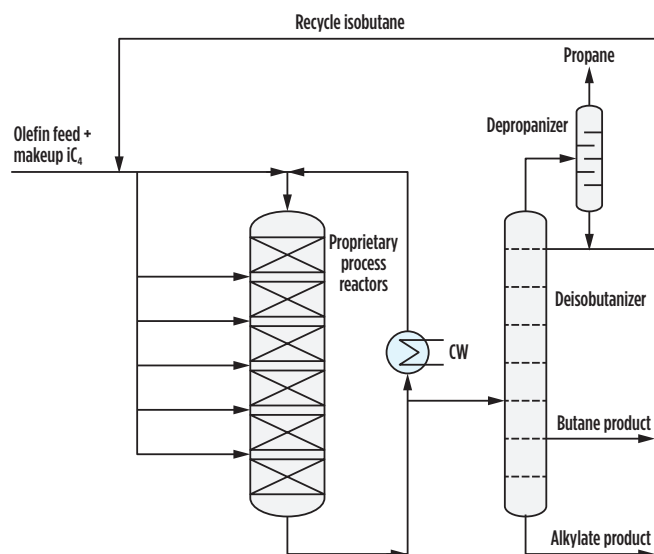 Recycle isobutane
Propane
Olefin feed +
makeup iC₄
Depropanizer
Proprietary
process
reactors
Deisobutanizer
CW
Butane product
Alkylate product